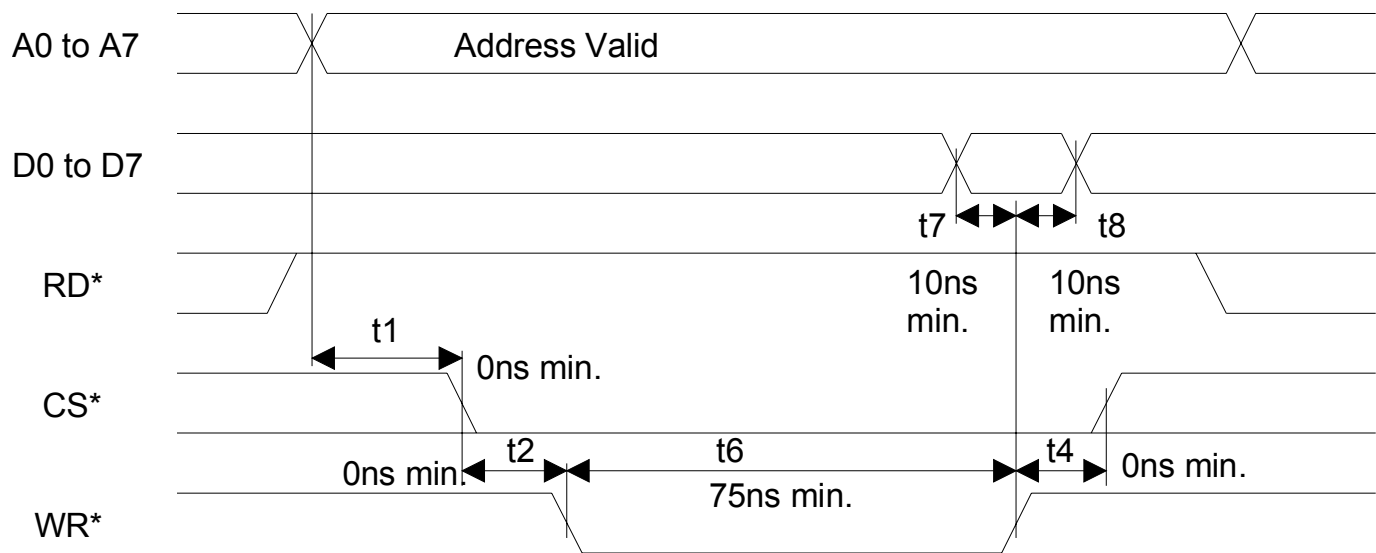 A0 to A7
Address Valid
D0 to D7
t7
t8
RD*
10ns
min.
10ns
min.
t1
0ns min.
CS*
t2
t6
t4
0ns min.
75ns min.
0ns min.
WR*